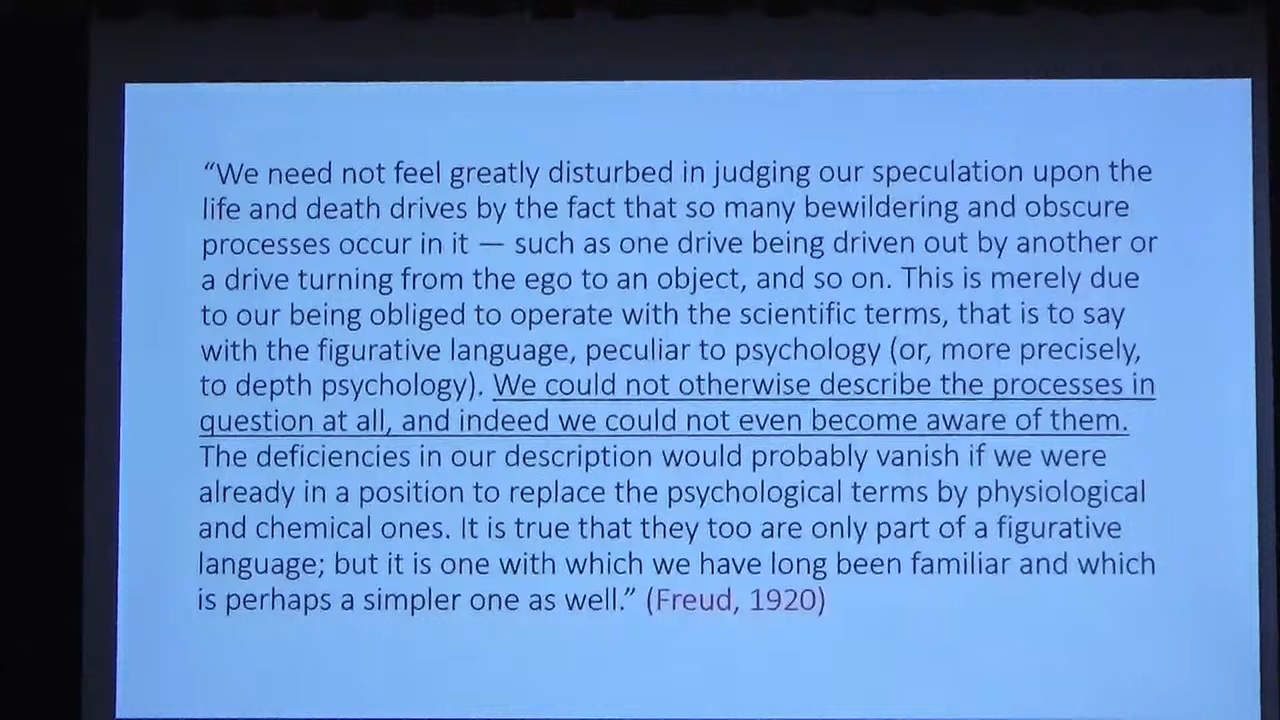 “We need not feel greatly disturbed in judging our speculation upon the
life and death drives by the fact that so many bewildering and obscure
processes occur in it — such as one drive being driven out by another or
a drive turning from the ego to an object, and so on. This is merely due
to our being obliged to operate with the scientific terms, that is to say
with the figurative language, peculiar to psychology (or, more precisely,
to depth psychology). We could not otherwise describe the processes in
question at all, and indeed we could not even become aware of them.
The deficiencies in our description would probably vanish if we were
already in a position to replace the psychological terms by physiological
and chemical ones. It is true that they too are only part of a figurative
language; but it is one with which we have long been familiar and which
is perhaps a simpler one as well.” (Freud, 1920)